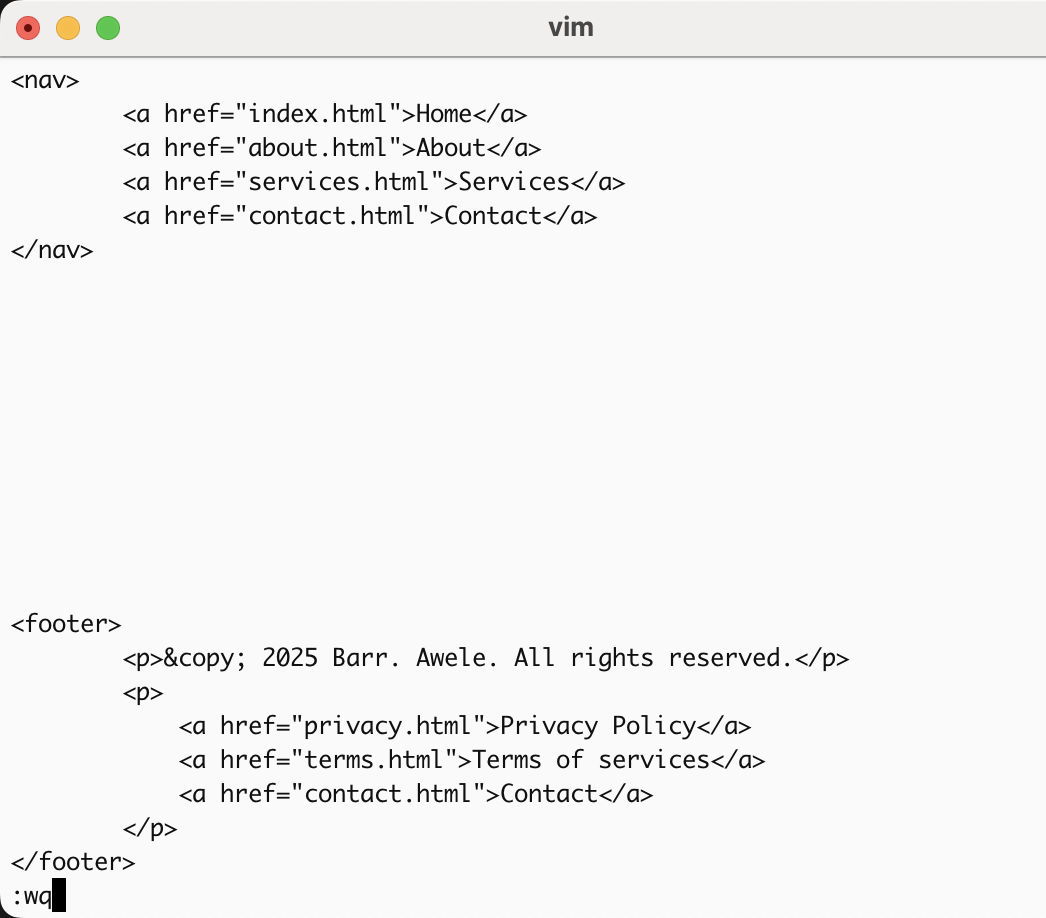 vim
<nav>
<a href="index.html">Home</a>
<a href="about.html">About</a>
<a href="services.html">Services</a>
<a href="contact.html">Contact</a>
</nav>
<footer>
<p>&copy; 2025 Barr. Awele. All rights reserved.</p>
<p>
<a href="privacy.html">Privacy Policy</a>
<a href="terms.html">Terms of services</a>
<a href="contact.html">Contact</a>
</p>
</footer>
:wq